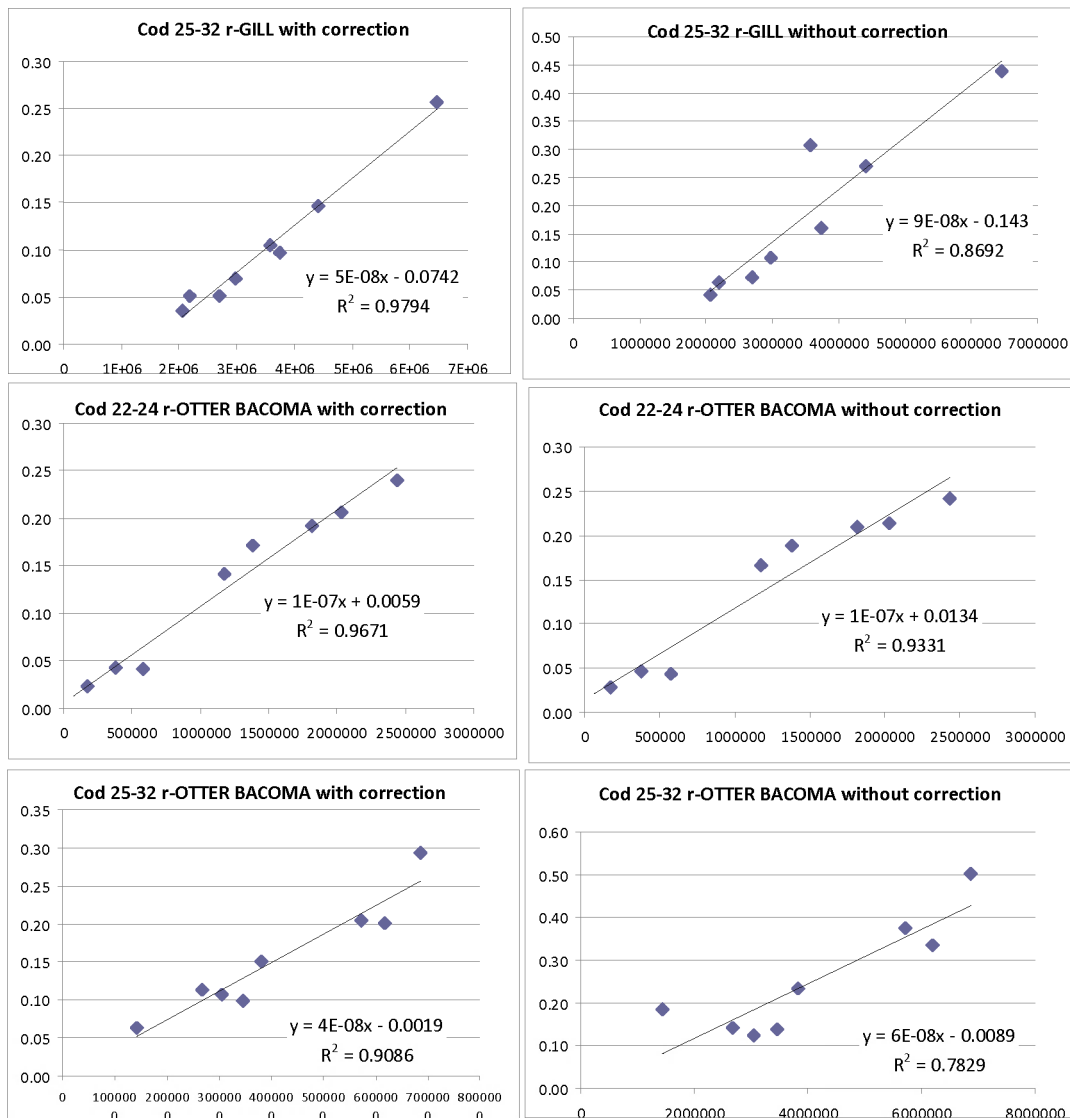 Cod 25-32 r-GILL with correction
0.30
0.25
0.20
0.15
0.10
0.05
0.00
y = 5E-08x - 0.0742
R² = 0.9794
0 1E+06 2E+06 3E+06 4E+06 5E+06 6E+06 7E+06
Cod 25-32 r-GILL without correction
0.50
0.45
0.40
0.35
0.30
0.25
0.20
0.15
0.10
0.05
0.00
y = 9E-08x - 0.143
R² = 0.8692
0 1000000 2000000 3000000 4000000 5000000 6000000 7000000
Cod 22-24 r-OTTER BACOMA with correction
0.30
0.25
0.20
0.15
0.10
0.05
0.00
y = 1E-07x + 0.0059
R² = 0.9671
0 500000 1000000 1500000 2000000 2500000 3000000
Cod 22-24 r-OTTER BACOMA without correction
0.30
0.25
0.20
0.15
0.10
0.05
0.00
y = 1E-07x + 0.0134
R² = 0.9331
0 500000 1000000 1500000 2000000 2500000 3000000
Cod 25-32 r-OTTER BACOMA with correction
0.35
0.30
0.25
0.20
0.15
0.10
0.05
0.00
y = 4E-08x - 0.0019
R² = 0.9086
0 100000 200000 300000 400000 500000 600000 700000 800000
0 0 0 0 0 0 0 0
Cod 25-32 r-OTTER BACOMA without correction
0.60
0.50
0.40
0.30
0.20
0.10
0.00
y = 6E-08x - 0.0089
R² = 0.7829
0 2000000 4000000 6000000 8000000